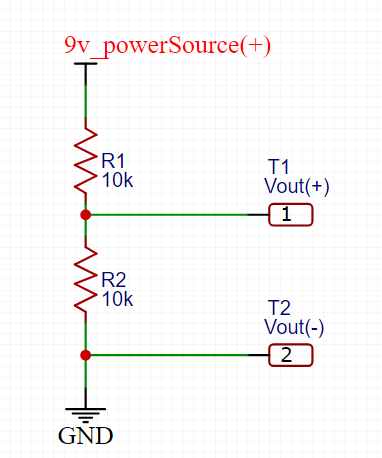 9v_powerSource(+)
R1
10k
T1
Vout(+)
1
R2
10k
T2
Vout(-)
2
GND